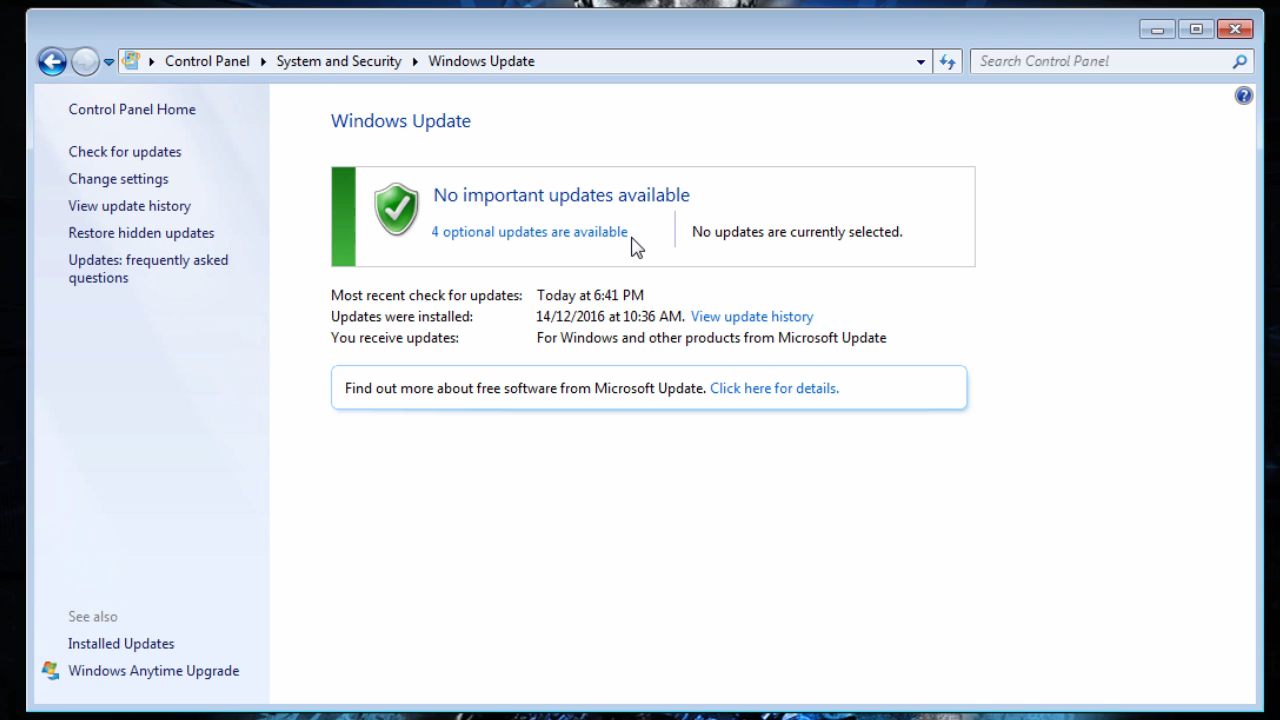 Control Panel
System and Security
Windows Update
Search Control Panel
Control Panel Home
Check for updates
Change settings
View update history
Restore hidden updates
Updates: frequently asked
questions
See also
Installed Updates
Windows Anytime Upgrade
Windows Update
No important updates available
4 optional updates are available
No updates are currently selected.
Most recent check for updates: Today at 6:41 PM
Updates were installed: 14/12/2016 at 10:36 AM. View update history
You receive updates: For Windows and other products from Microsoft Update
Find out more about free software from Microsoft Update. Click here for details.